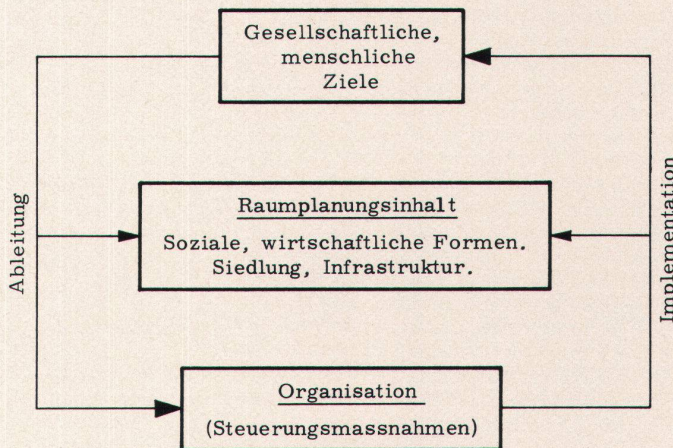 Gesellschaftliche,
menschliche
Ziele
Ableitung
Raumplanungsinhalt
Soziale, wirtschaftliche Formen.
Siedlung, Infrastruktur.
Implementation
Organisation
(Steuerungsmassnahmen)